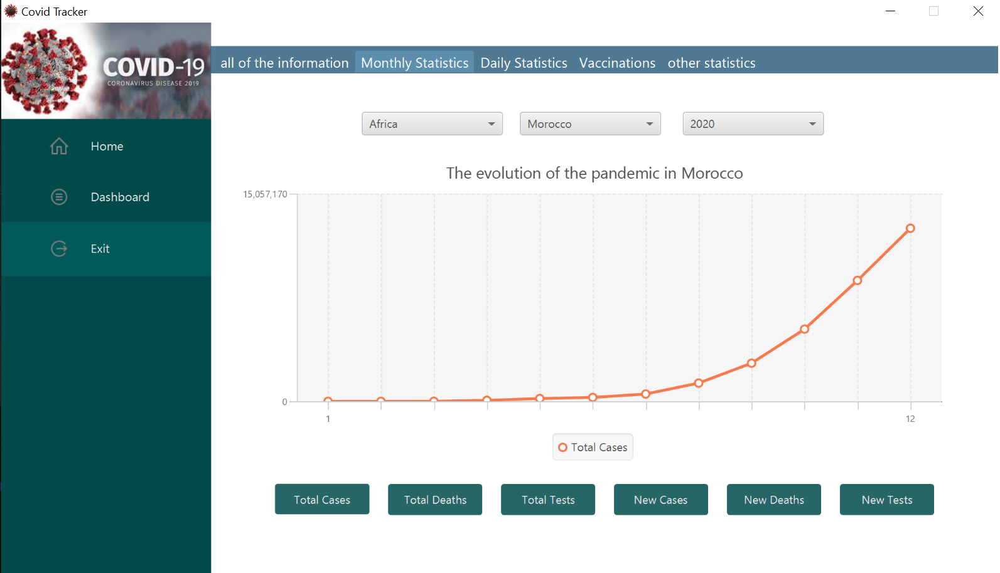 Covid Tracker
COVID-19
CORONAVIRUS DISEASE 2019
all of the information Monthly Statistics Daily Statistics Vaccinations other statistics
Home
Dashboard
Exit
Africa Morocco 2020
The evolution of the pandemic in Morocco
15,057,170
0
1 12
Total Cases
Total Cases Total Deaths Total Tests New Cases New Deaths New Tests